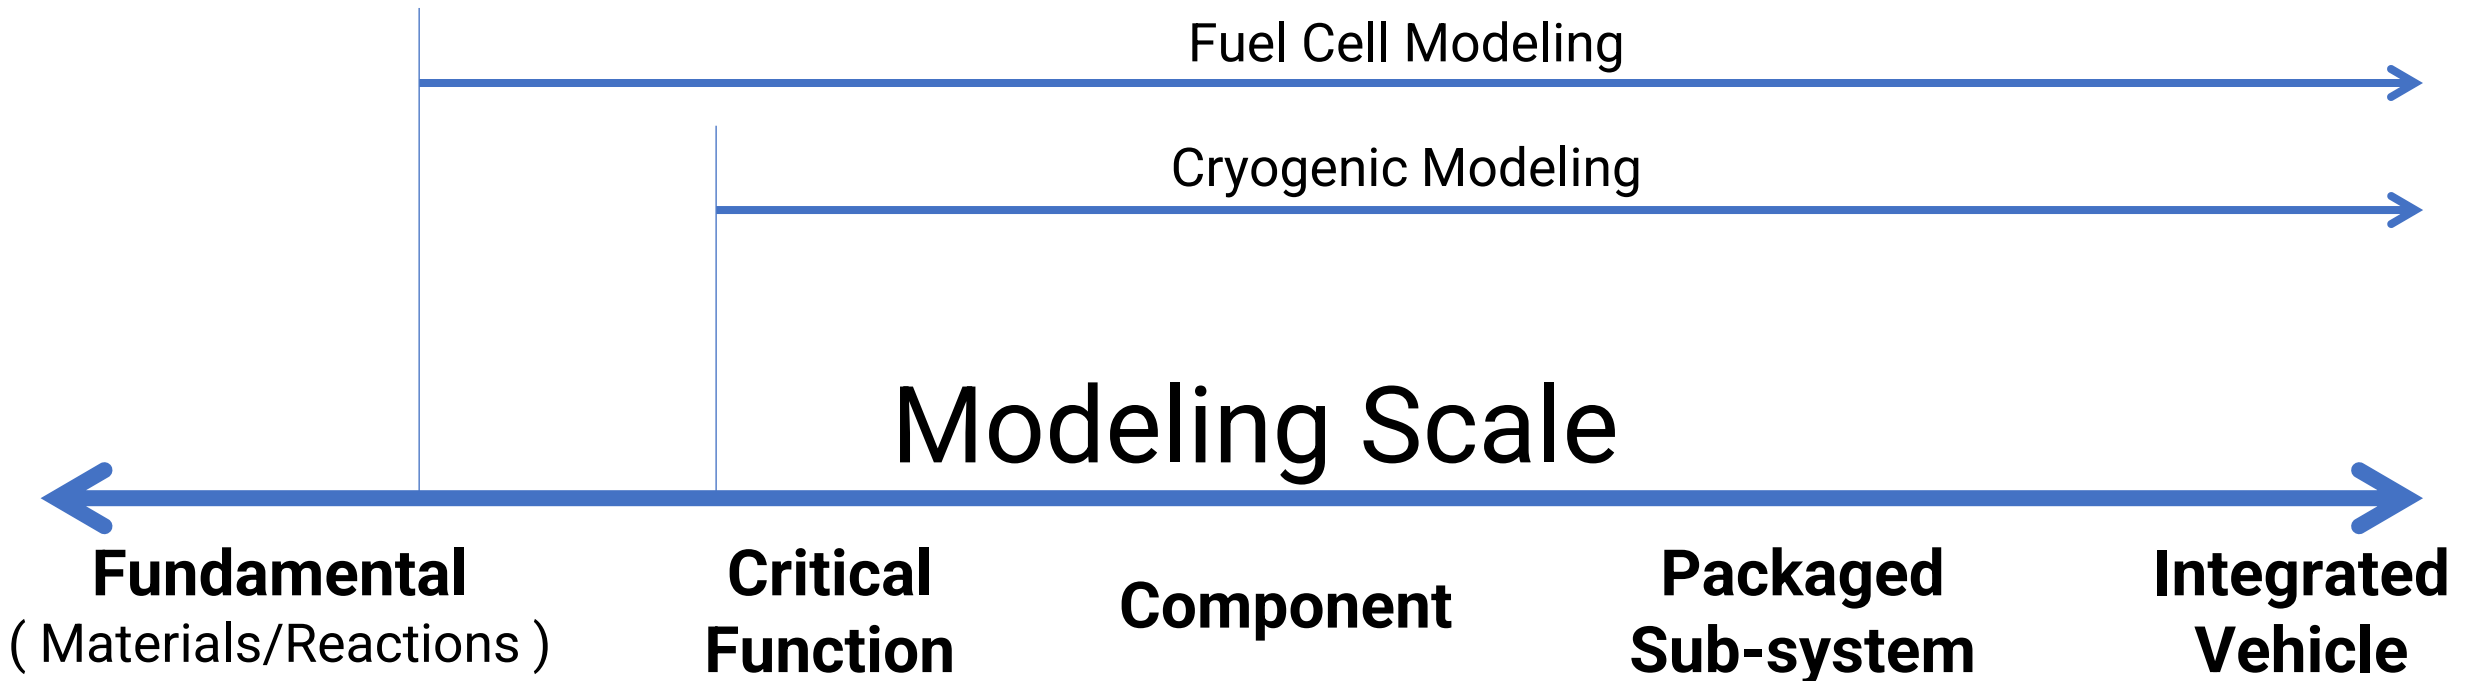 Fuel Cell Modeling
Cryogenic Modeling
Modeling Scale
Fundamental
( Materials/Reactions )
Critical
Function
Component
Packaged
Sub-system
Integrated
Vehicle